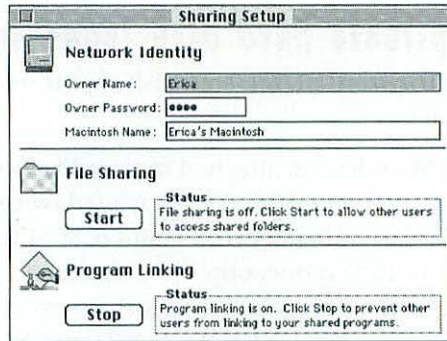 Sharing Setup
Network Identity
Owner Name: Erica
Owner Password: ••••
Macintosh Name: Erica's Macintosh
File Sharing
Status
Start
File sharing is off. Click Start to allow other users
to access shared folders.
Program Linking
Status
Stop
Program linking is on. Click Stop to prevent other
users from linking to your shared programs.